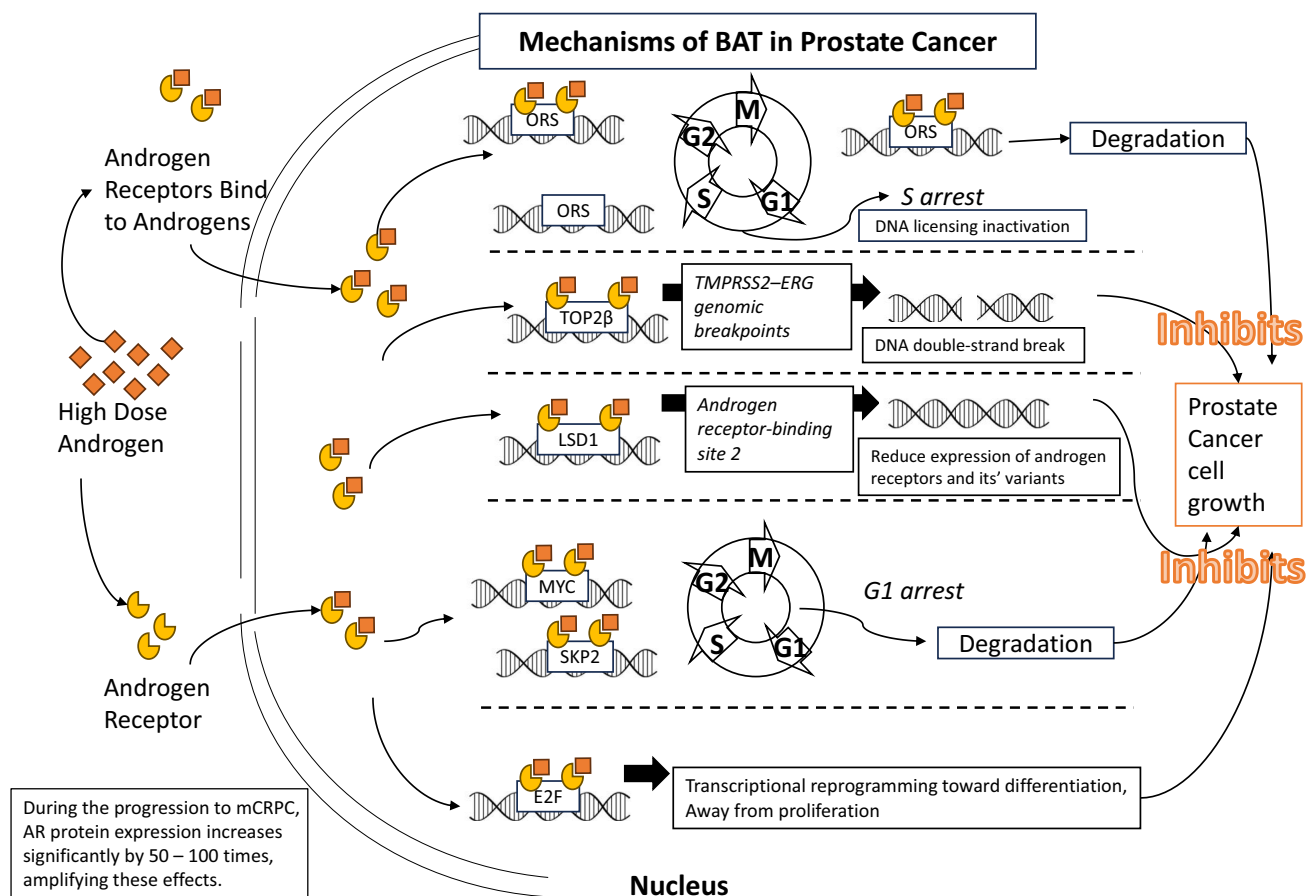 Mechanisms of BAT in Prostate Cancer
Androgen
Receptors Bind
to Androgens
High Dose
Androgen
Androgen
Receptor
During the progression to mCRPC,
AR protein expression increases
significantly by 50 – 100 times,
amplifying these effects.
ORS
ORS
M
G2
S
G1
ORS
Degradation
S arrest
DNA licensing inactivation
TOP2β
TMPRSS2–ERG
genomic
breakpoints
DNA double-strand break
LSD1
Androgen
receptor-binding
site 2
Reduce expression of androgen
receptors and its’ variants
MYC
SKP2
M
G2
S
G1
G1 arrest
Degradation
E2F
Transcriptional reprogramming toward differentiation,
Away from proliferation
Inhibits
Prostate
Cancer
cell
growth
Inhibits
Nucleus